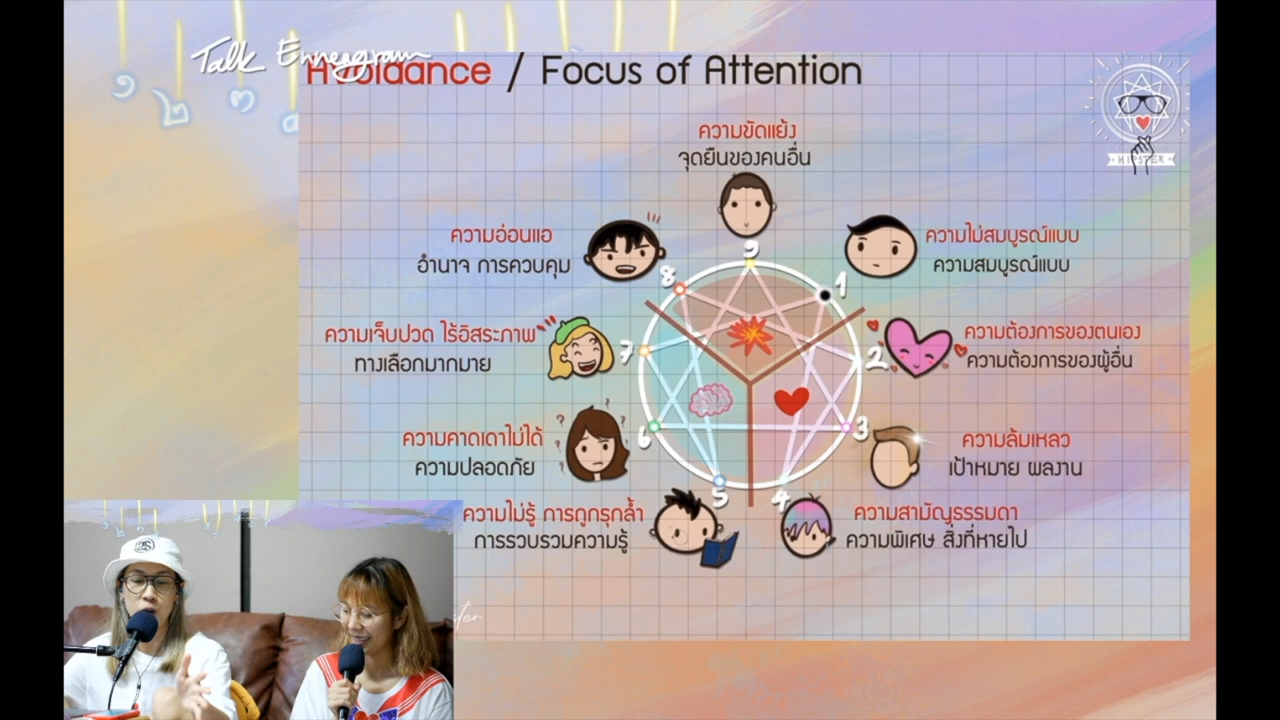 Talk Enneagram
Avoidance / Focus of Attention
๑
๒
๓
HIPSTER
ความขัดแย้ง
จุดยืนของคนอื่น
ความอ่อนแอ
อำนาจ การควบคุม
ความไม่สมบูรณ์แบบ
ความสมบูรณ์แบบ
ความเจ็บปวด ไร้อิสระภาพ
ทางเลือกมากมาย
ความต้องการของตนเอง
ความต้องการของผู้อื่น
ความคาดเดาไม่ได้
ความปลอดภัย
ความล้มเหลว
เป้าหมาย ผลงาน
ความไม่รู้ การถูกรุกล้ำ
การรวบรวมความรู้
ความสามัญธรรมดา
ความพิเศษ สิ่งที่หายไป
9
8
1
7
2
6
3
5
4